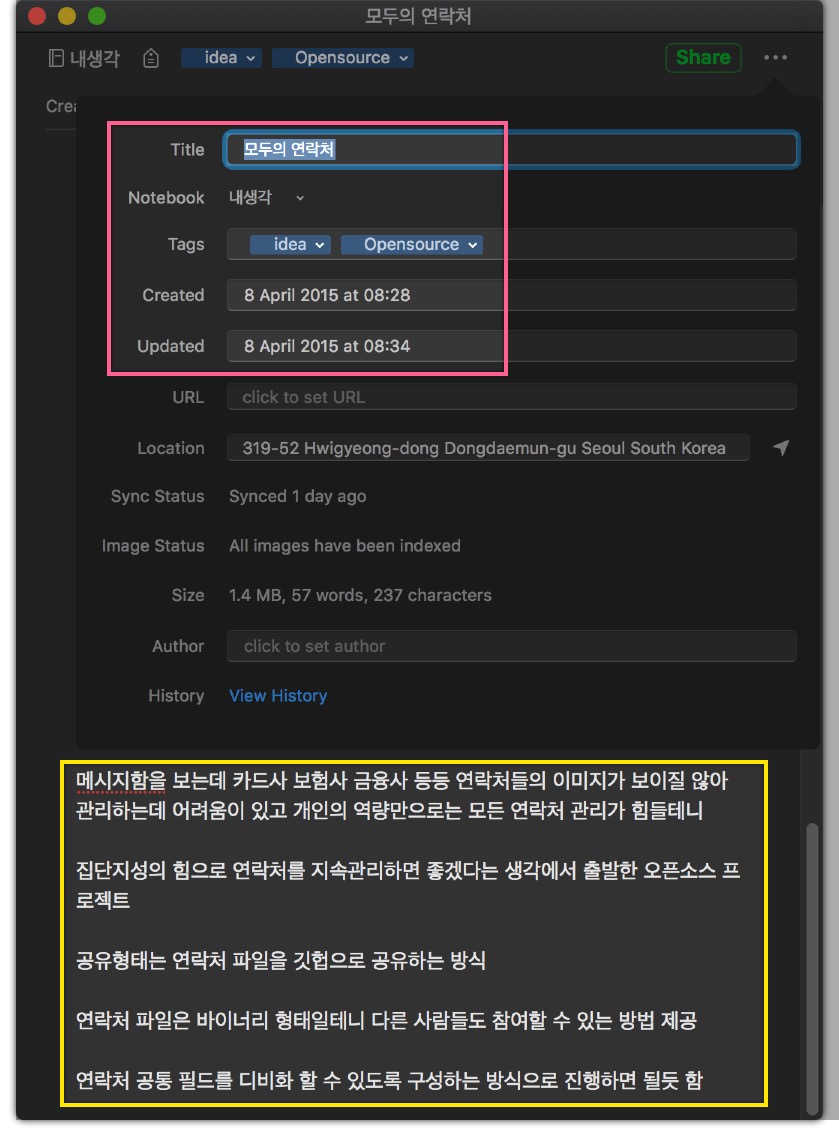 모두의 연락처
내생각 idea Opensource Share
Crea
Title 모두의 연락처
Notebook 내생각
Tags idea Opensource
Created 8 April 2015 at 08:28
Updated 8 April 2015 at 08:34
URL click to set URL
Location 319-52 Hwigyeong-dong Dongdaemun-gu Seoul South Korea
Sync Status Synced 1 day ago
Image Status All images have been indexed
Size 1.4 MB, 57 words, 237 characters
Author click to set author
History View History
메시지함을 보는데 카드사 보험사 금융사 등등 연락처들의 이미지가 보이질 않아
관리하는데 어려움이 있고 개인의 역량만으로는 모든 연락처 관리가 힘들테니
집단지성의 힘으로 연락처를 지속관리하면 좋겠다는 생각에서 출발한 오픈소스 프
로젝트
공유형태는 연락처 파일을 깃헙으로 공유하는 방식
연락처 파일은 바이너리 형태일테니 다른 사람들도 참여할 수 있는 방법 제공
연락처 공통 필드를 디비화 할 수 있도록 구성하는 방식으로 진행하면 될듯 함